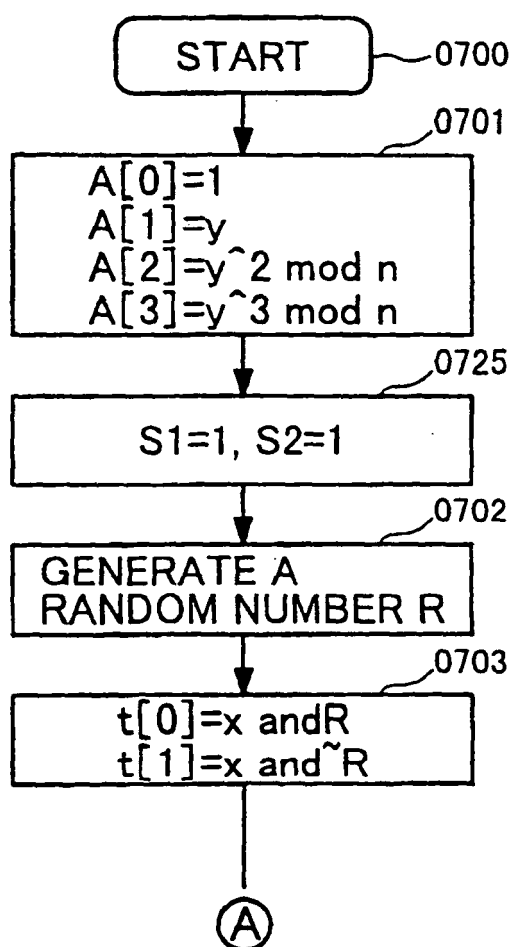 START
0700
0701
A[0]=1
A[1]=y
A[2]=y^2 mod n
A[3]=y^3 mod n
0725
S1=1, S2=1
0702
GENERATE A
RANDOM NUMBER R
0703
t[0]=x andR
t[1]=x and~R
A